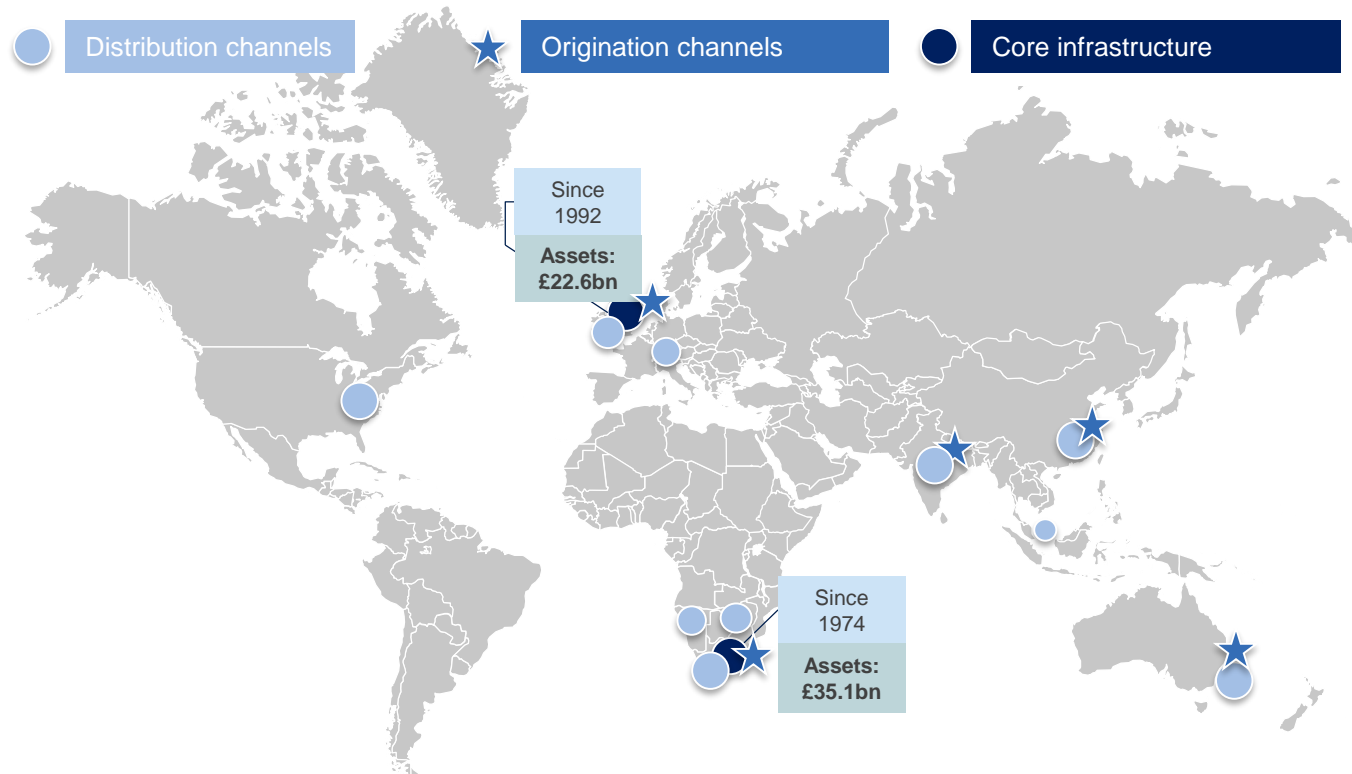 Distribution channels
Origination channels
Core infrastructure
Since
1992
Assets:
£22.6bn
Since
1974
Assets:
£35.1bn